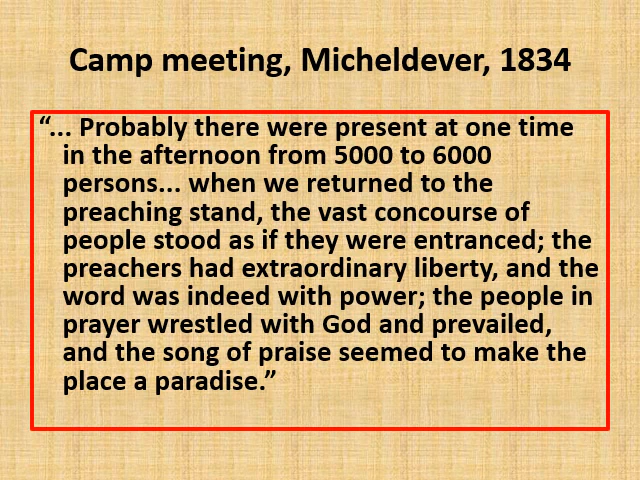 Camp meeting, Micheldever, 1834
“... Probably there were present at one time
in the afternoon from 5000 to 6000
persons... when we returned to the
preaching stand, the vast concourse of
people stood as if they were entranced; the
preachers had extraordinary liberty, and the
word was indeed with power; the people in
prayer wrestled with God and prevailed,
and the song of praise seemed to make the
place a paradise.”